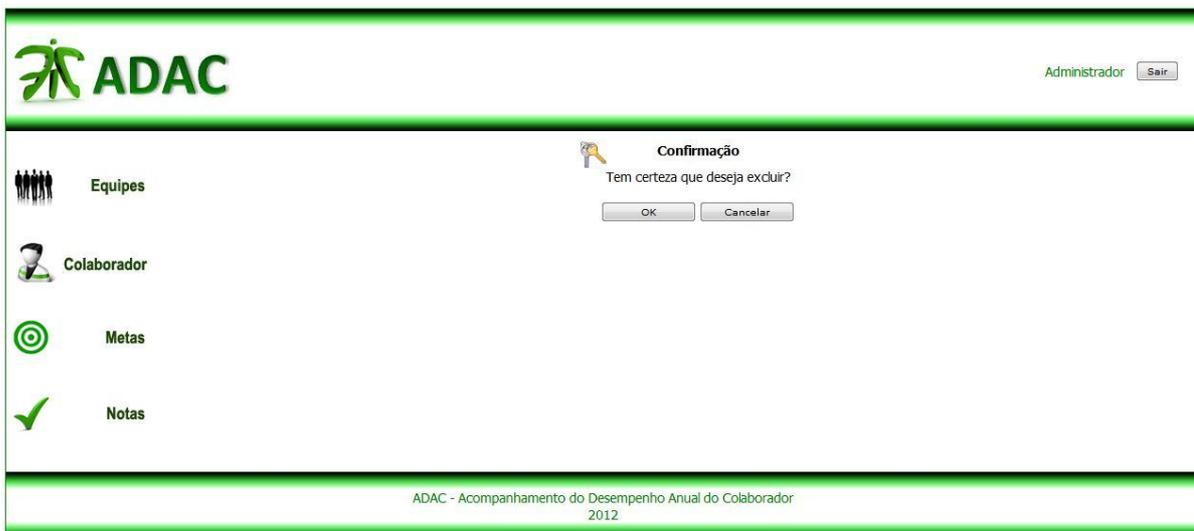 ADAC
Administrador Sair
Confirmação
Tem certeza que deseja excluir?
OK Cancelar
Equipes
Colaborador
Metas
Notas
ADAC - Acompanhamento do Desempenho Anual do Colaborador
2012